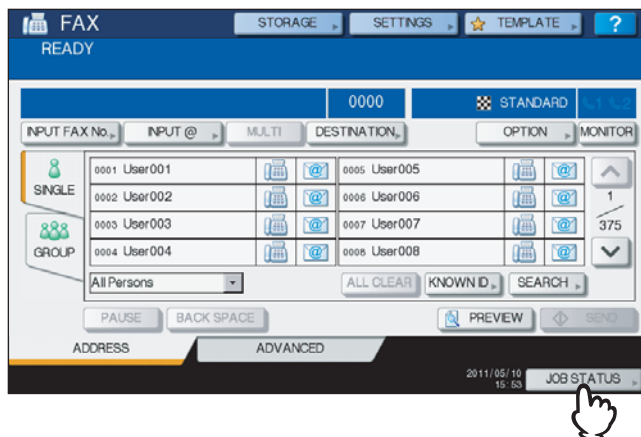 FAX STORAGE SETTINGS TEMPLATE ?
READY
0000 STANDARD 1 2
INPUT FAX No. INPUT @ MULTI DESTINATION OPTION MONITOR
SINGLE
GROUP
0001 User001 0005 User005
0002 User002 0006 User006
0003 User003 0007 User007
0004 User004 0008 User008
1
375
All Persons ALL CLEAR KNOWN ID SEARCH
PAUSE BACK SPACE PREVIEW SEND
ADDRESS ADVANCED
2011/05/10
15:53 JOB STATUS